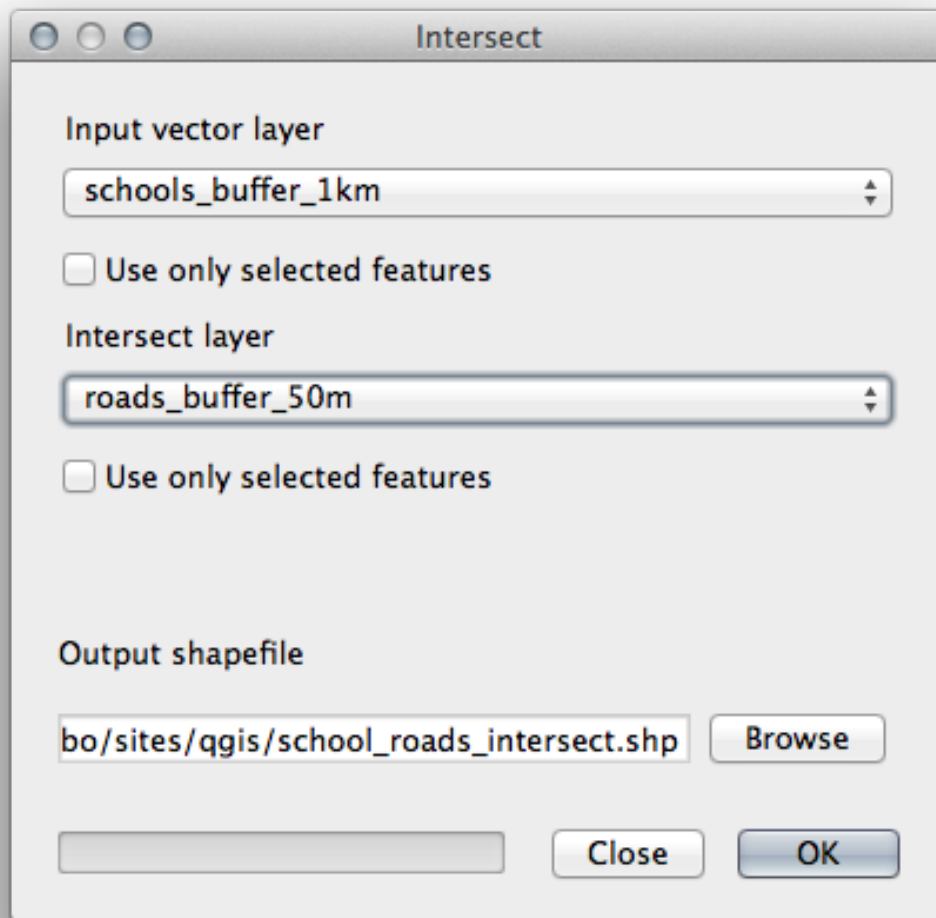 Intersect
Input vector layer
schools_buffer_1km
Use only selected features
Intersect layer
roads_buffer_50m
Use only selected features
Output shapefile
bo/sites/qgis/school_roads_intersect.shp
Browse
Close
OK